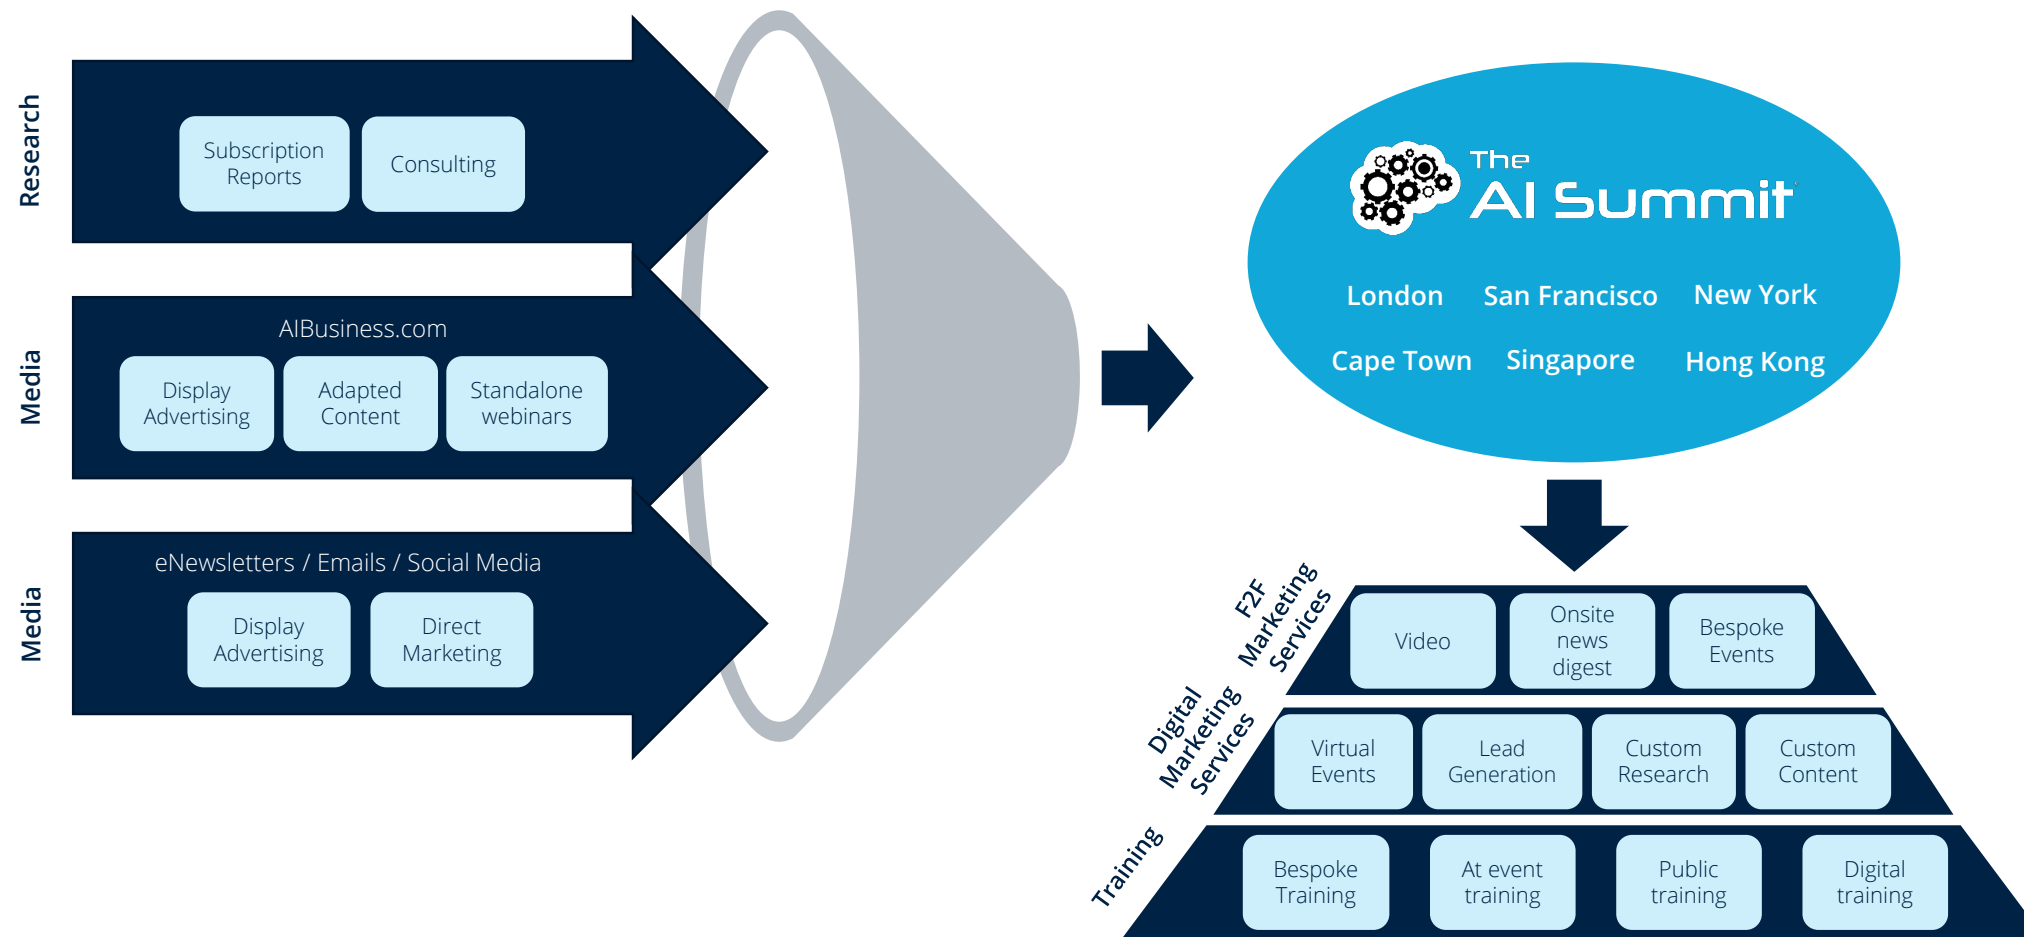 Research
Subscription
Reports
Consulting
Media
AIBusiness.com
Display
Advertising
Adapted
Content
Standalone
webinars
Media
eNewsletters / Emails / Social Media
Display
Advertising
Direct
Marketing
The
AI Summit
London
San Francisco
New York
Cape Town
Singapore
Hong Kong
F2F
Marketing
Services
Video
Onsite
news
digest
Bespoke
Events
Digital
Marketing
Services
Virtual
Events
Lead
Generation
Custom
Research
Custom
Content
Training
Bespoke
Training
At event
training
Public
training
Digital
training